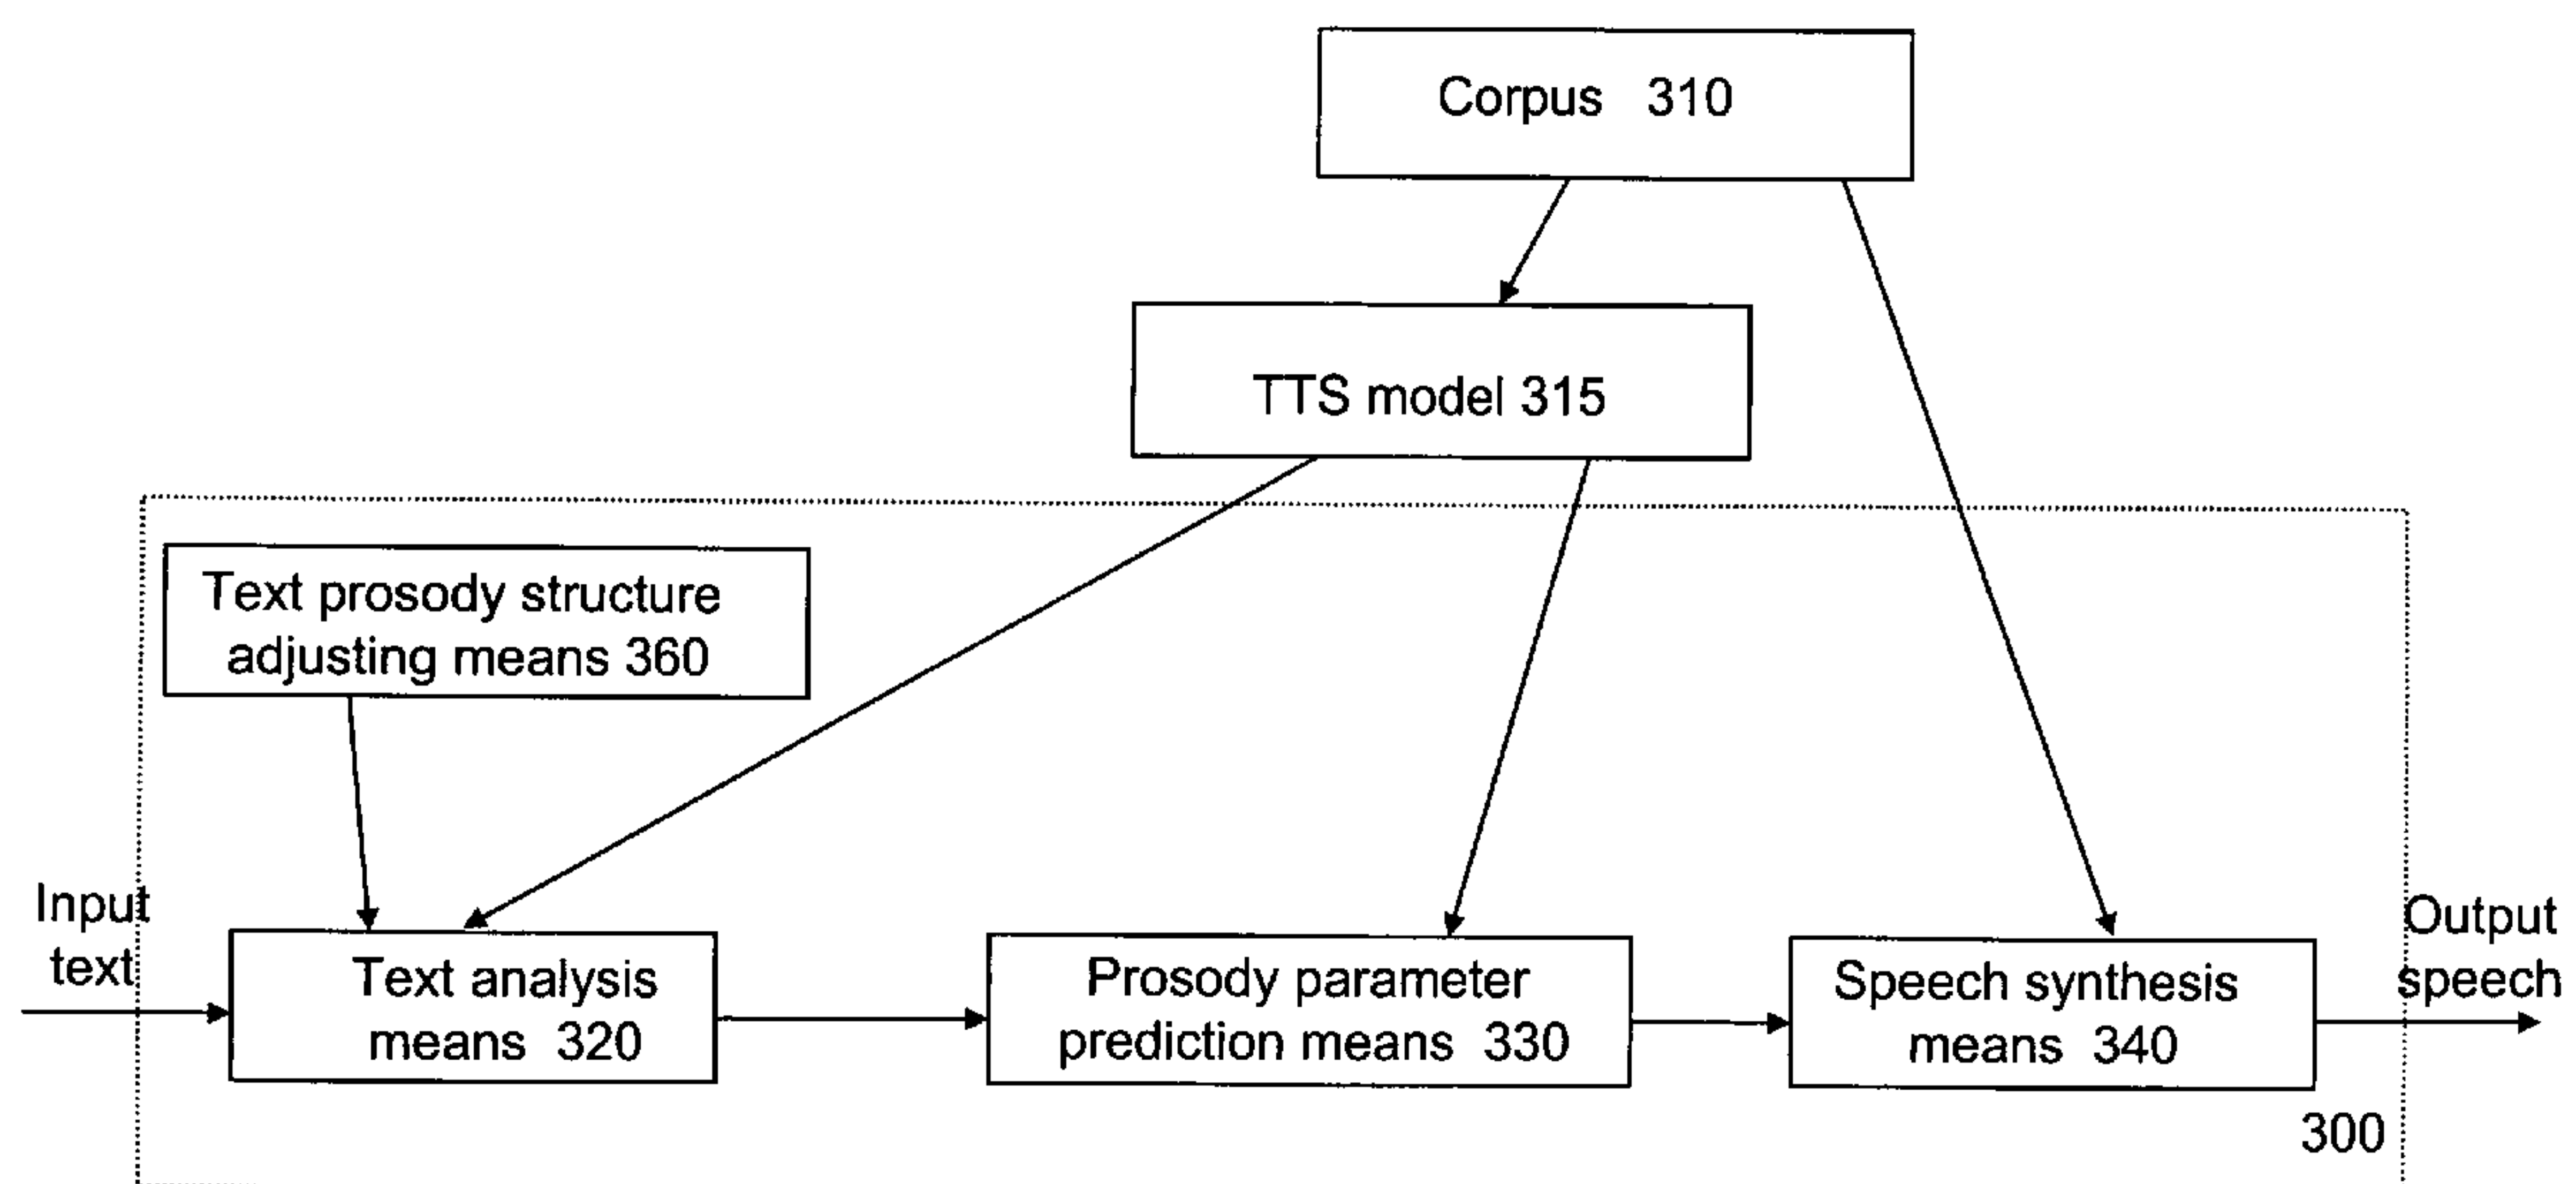 Corpus 310
TTS model 315
Text prosody structure
adjusting means 360
Input
text
Text analysis
means 320
Prosody parameter
prediction means 330
Speech synthesis
means 340
Output
speech
300